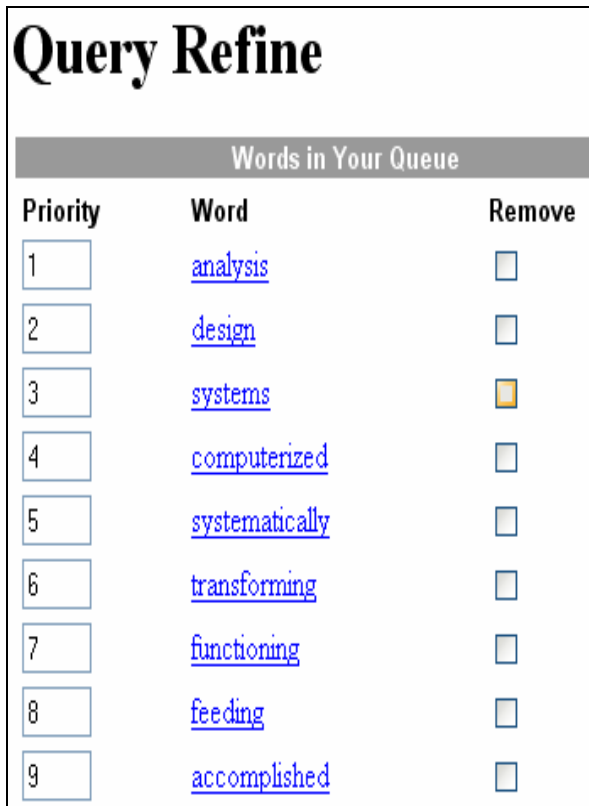 Query Refine
Words in Your Queue
Priority Word Remove
1 analysis
2 design
3 systems
4 computerized
5 systematically
6 transforming
7 functioning
8 feeding
9 accomplished